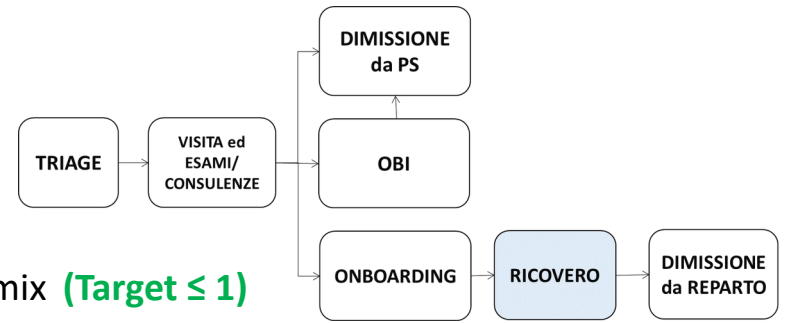 DIMISSIONE
da PS
TRIAGE
VISITA ed
ESAMI/
CONSULENZE
OBI
ONBOARDING
RICOVERO
DIMISSIONE
da REPARTO
mix (Target ≤ 1)